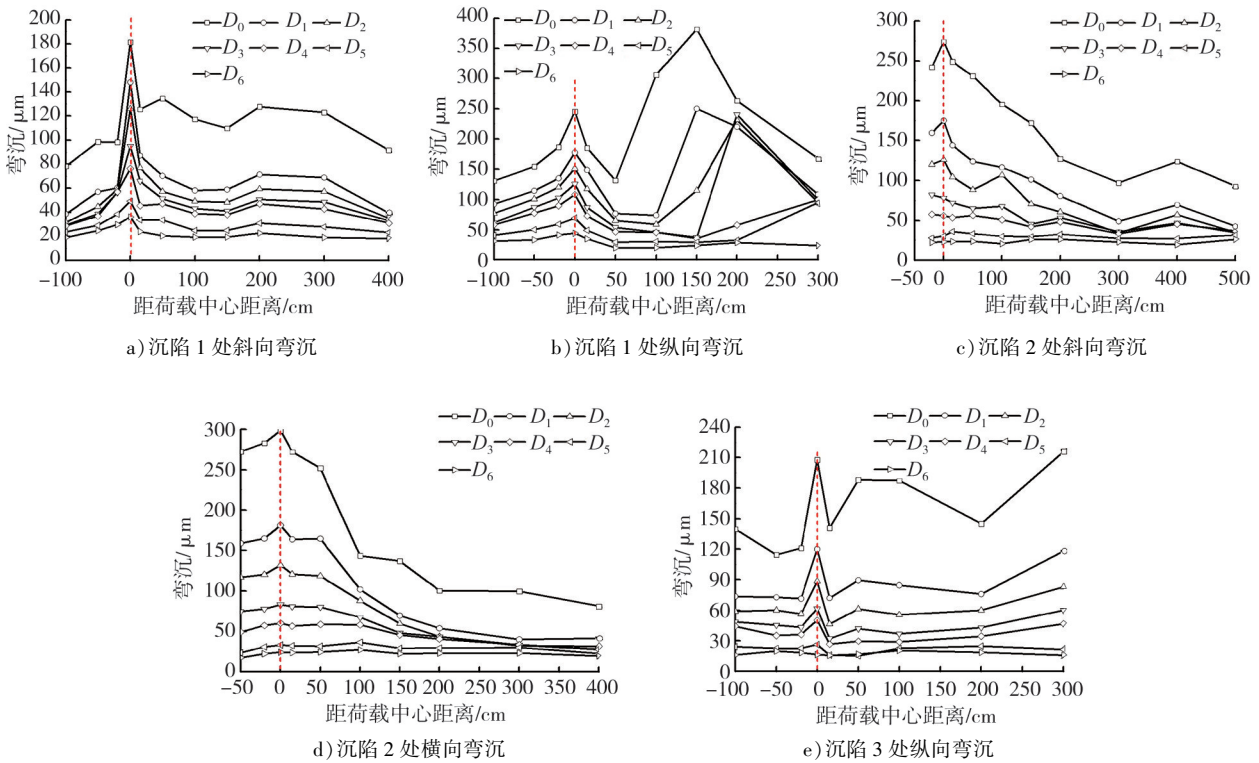 200
180
160
140
120
100
80
60
40
20
0
弯沉/μm
D₀ D₁ D₂
D₃ D₄ D₅
D₆
-100 -50 0 50 100 150 200 250 300 350 400
距荷载中心距离/cm
a)沉陷 1 处斜向弯沉
400
350
300
250
200
150
100
50
0
弯沉/μm
D₀ D₁ D₂
D₃ D₄ D₅
D₆
-100 -50 0 50 100 150 200 250 300
距荷载中心距离/cm
b)沉陷 1 处纵向弯沉
300
250
200
150
100
50
0
弯沉/μm
D₀ D₁ D₂
D₃ D₄ D₅
D₆
-50 0 50 100 150 200 250 300 350 400 450 500
距荷载中心距离/cm
c)沉陷 2 处斜向弯沉
300
250
200
150
100
50
0
弯沉/μm
D₀ D₁ D₂
D₃ D₄ D₅
D₆
-50 0 50 100 150 200 250 300 350 400
距荷载中心距离/cm
d)沉陷 2 处横向弯沉
240
210
180
150
120
90
60
30
0
弯沉/μm
D₀ D₁ D₂
D₃ D₄ D₅
D₆
-100 -50 0 50 100 150 200 250 300
距荷载中心距离/cm
e)沉陷 3 处纵向弯沉